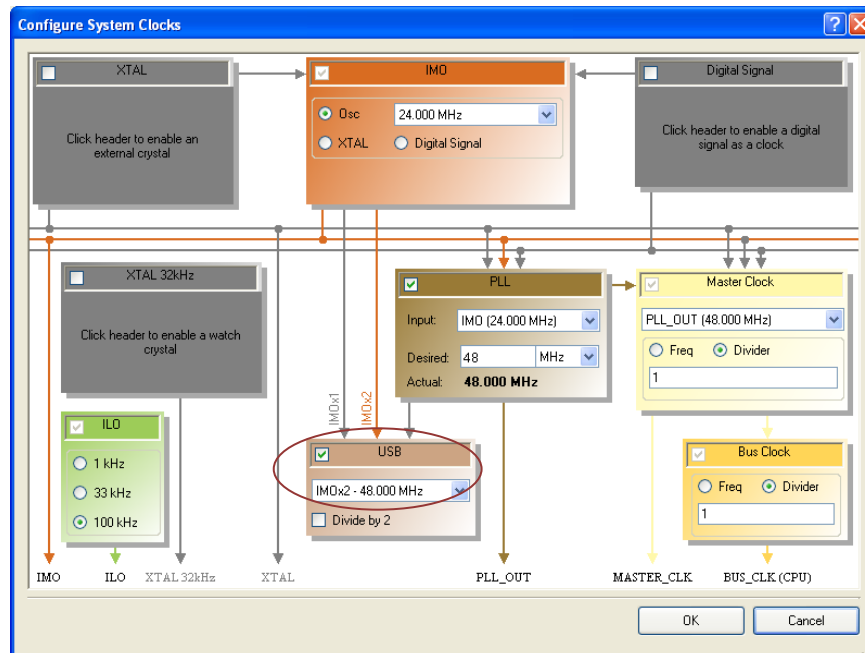 Configure System Clocks
XTAL
Click header to enable an
external crystal
IMO
Osc
24.000 MHz
XTAL
Digital Signal
Digital Signal
Click header to enable a digital
signal as a clock
XTAL 32kHz
Click header to enable a watch
crystal
PLL
Input:
IMO (24.000 MHz)
Desired:
48
MHz
Actual:
48.000 MHz
Master Clock
PLL_OUT (48.000 MHz)
Freq
Divider
1
IMOx1
IMOx2
ILO
1 kHz
33 kHz
100 kHz
USB
IMOx2 - 48.000 MHz
Divide by 2
Bus Clock
Freq
Divider
1
IMO
ILO
XTAL 32kHz
XTAL
PLL_OUT
MASTER_CLK
BUS_CLK (CPU)
OK
Cancel